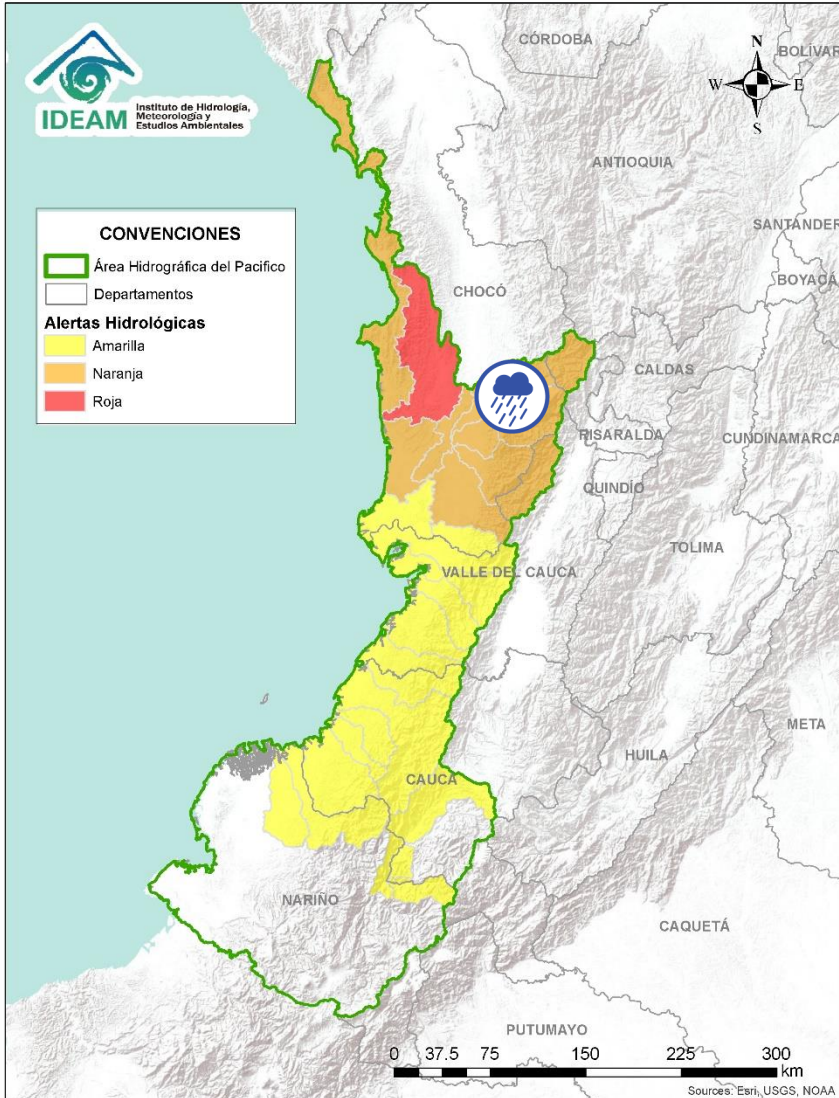 CÓRDOBA
BOLÍVAR
N
W E
S
IDEAM
Instituto de Hidrología,
Meteorología y
Estudios Ambientales
ANTIOQUIA
SANTANDER
CONVENCIONES
Área Hidrográfica del Pacifico
Departamentos
Alertas Hidrológicas
Amarilla
Naranja
Roja
BOYACÁ
CHOCÓ
CALDAS
RISARALDA
CUNDINAMARCA
QUINDÍO
TOLIMA
VALLE DEL CAUCA
META
HUILA
CAUCA
NARIÑO
CAQUETÁ
PUTUMAYO
0 37.5 75 150 225 300
km
Sources: Esri, USGS, NOAA